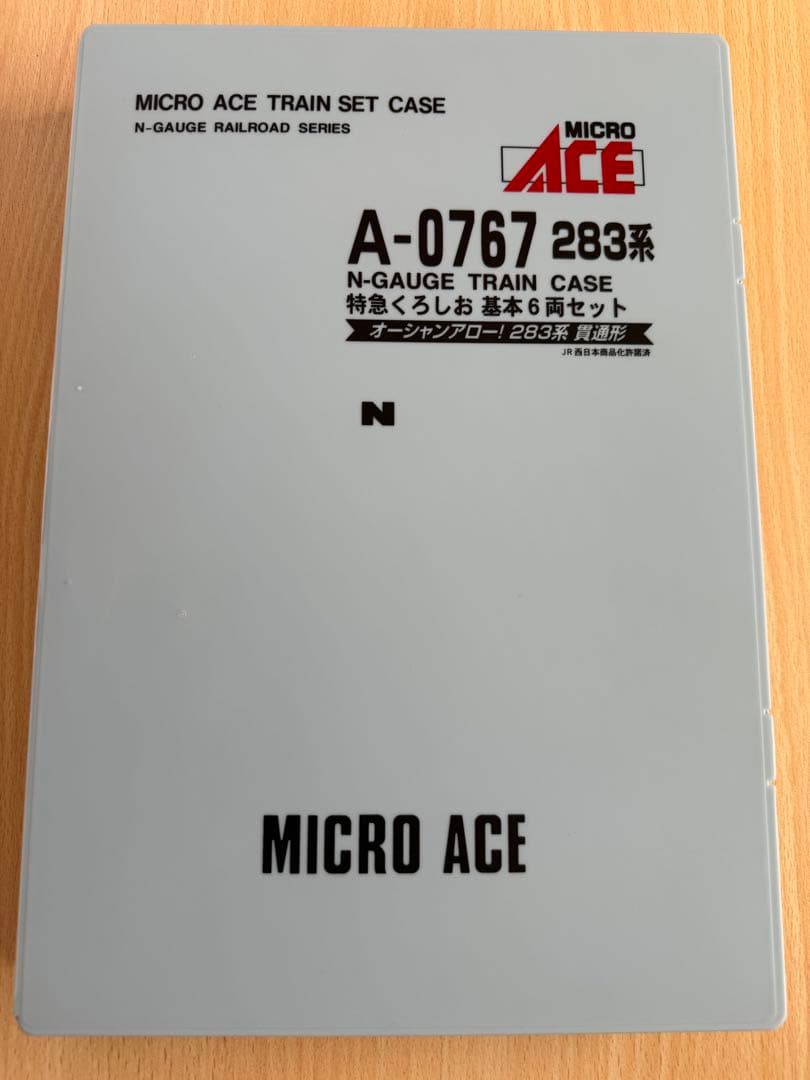 MICRO ACE TRAIN SET CASE
N-GAUGE RAILROAD SERIES
MICRO
ACE
A-0767 283系
N-GAUGE TRAIN CASE
特急くろしお 基本6両セット
オーシャンアロー! 283系 貫通形
JR西日本商品化許諾済
N
MICRO ACE